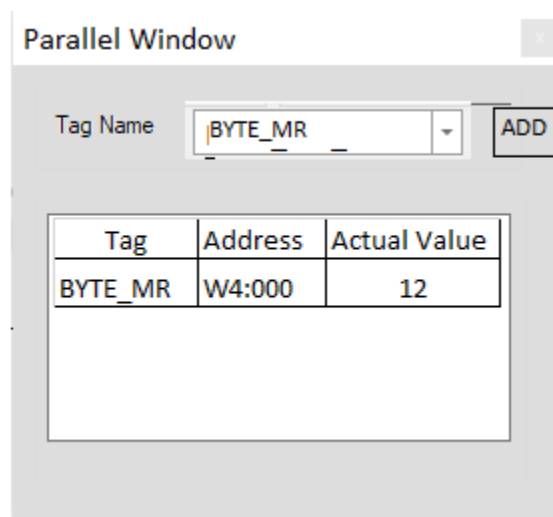 Parallel Window
x
Tag Name BYTE_MR ADD
Tag Address Actual Value
BYTE_MR W4:000 12